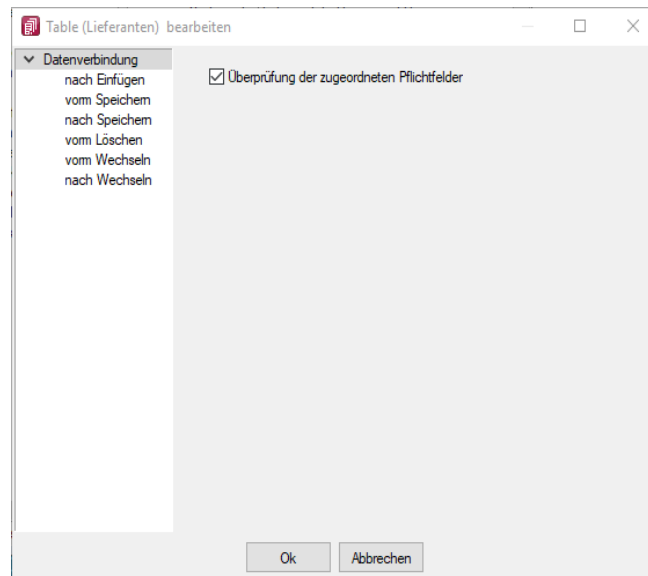 Table (Lieferanten) bearbeiten
Datenverbindung
nach Einfügen
vorm Speichern
nach Speichern
vorm Löschen
vorm Wechseln
nach Wechseln
Überprüfung der zugeordneten Pflichtfelder
Ok
Abbrechen